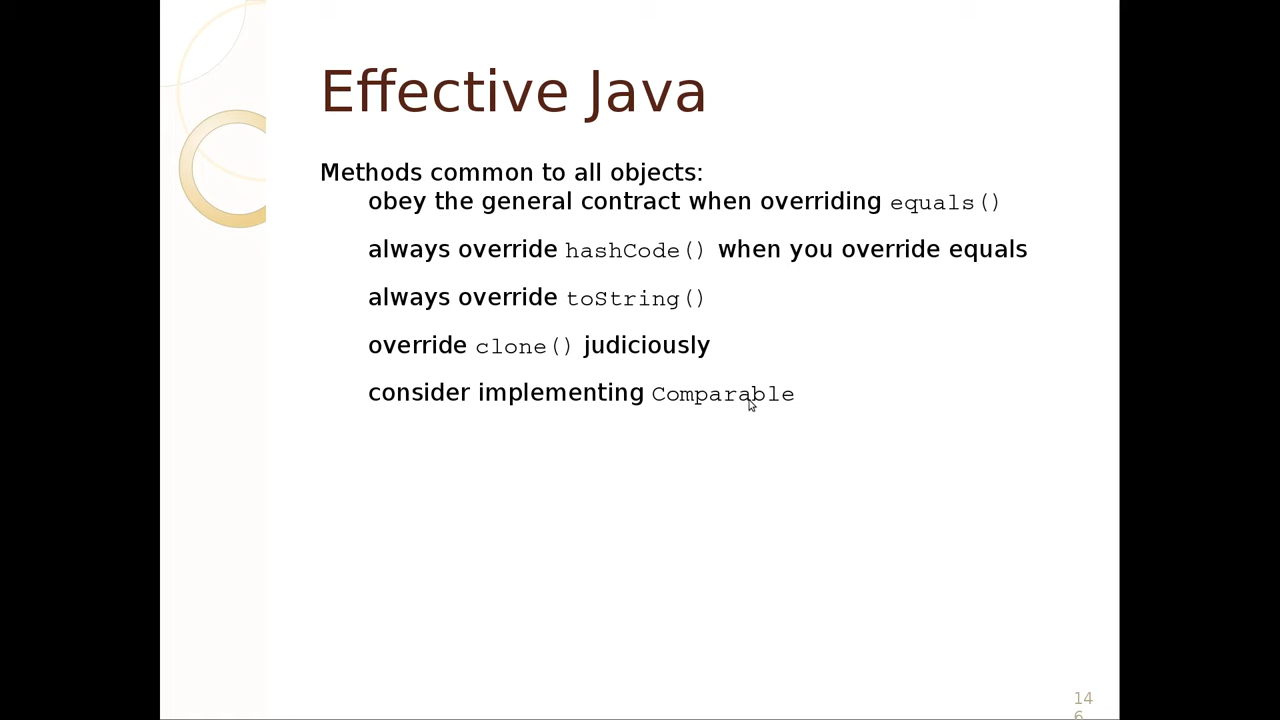 Effective Java
Methods common to all objects:
obey the general contract when overriding equals()
always override hashCode() when you override equals
always override toString()
override clone() judiciously
consider implementing Comparable
14
6